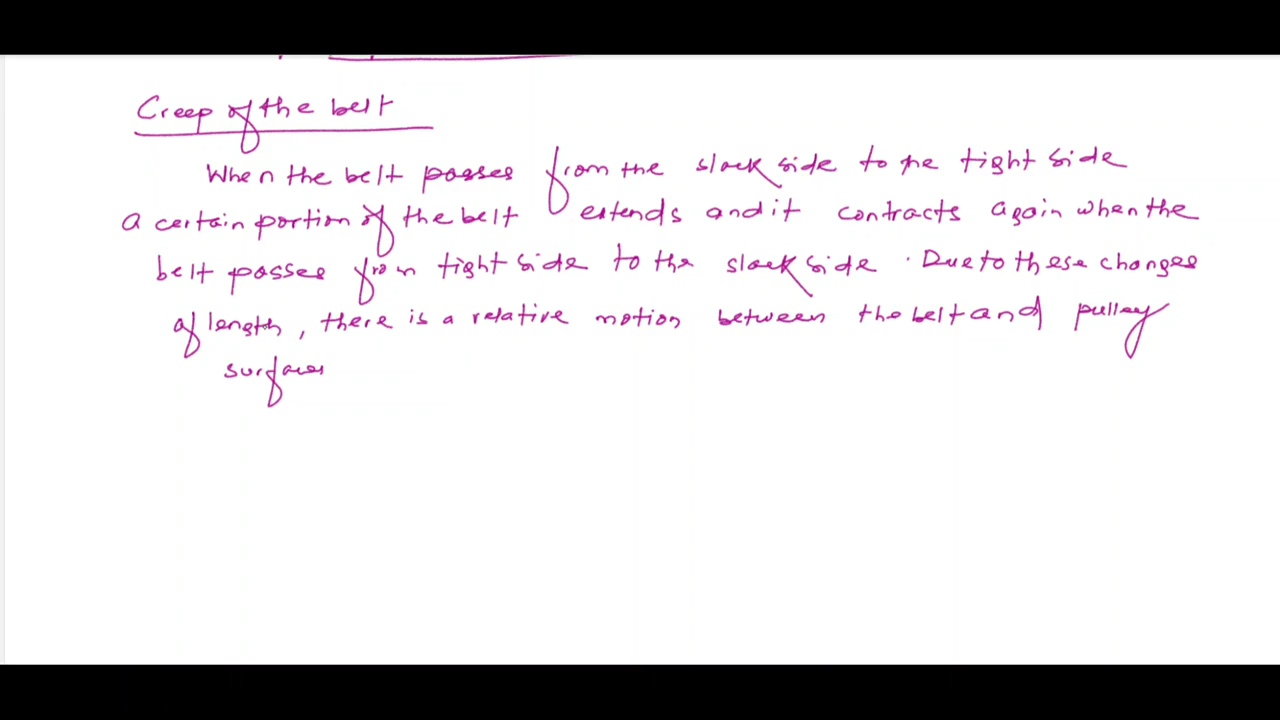 Creep of the belt
When the belt passes from the slack side to the tight side
a certain portion of the belt extends and it contracts again when the
belt passes from tight side to the slack side . Due to these changes
of length, there is a relative motion between the belt and pulley
surfaces